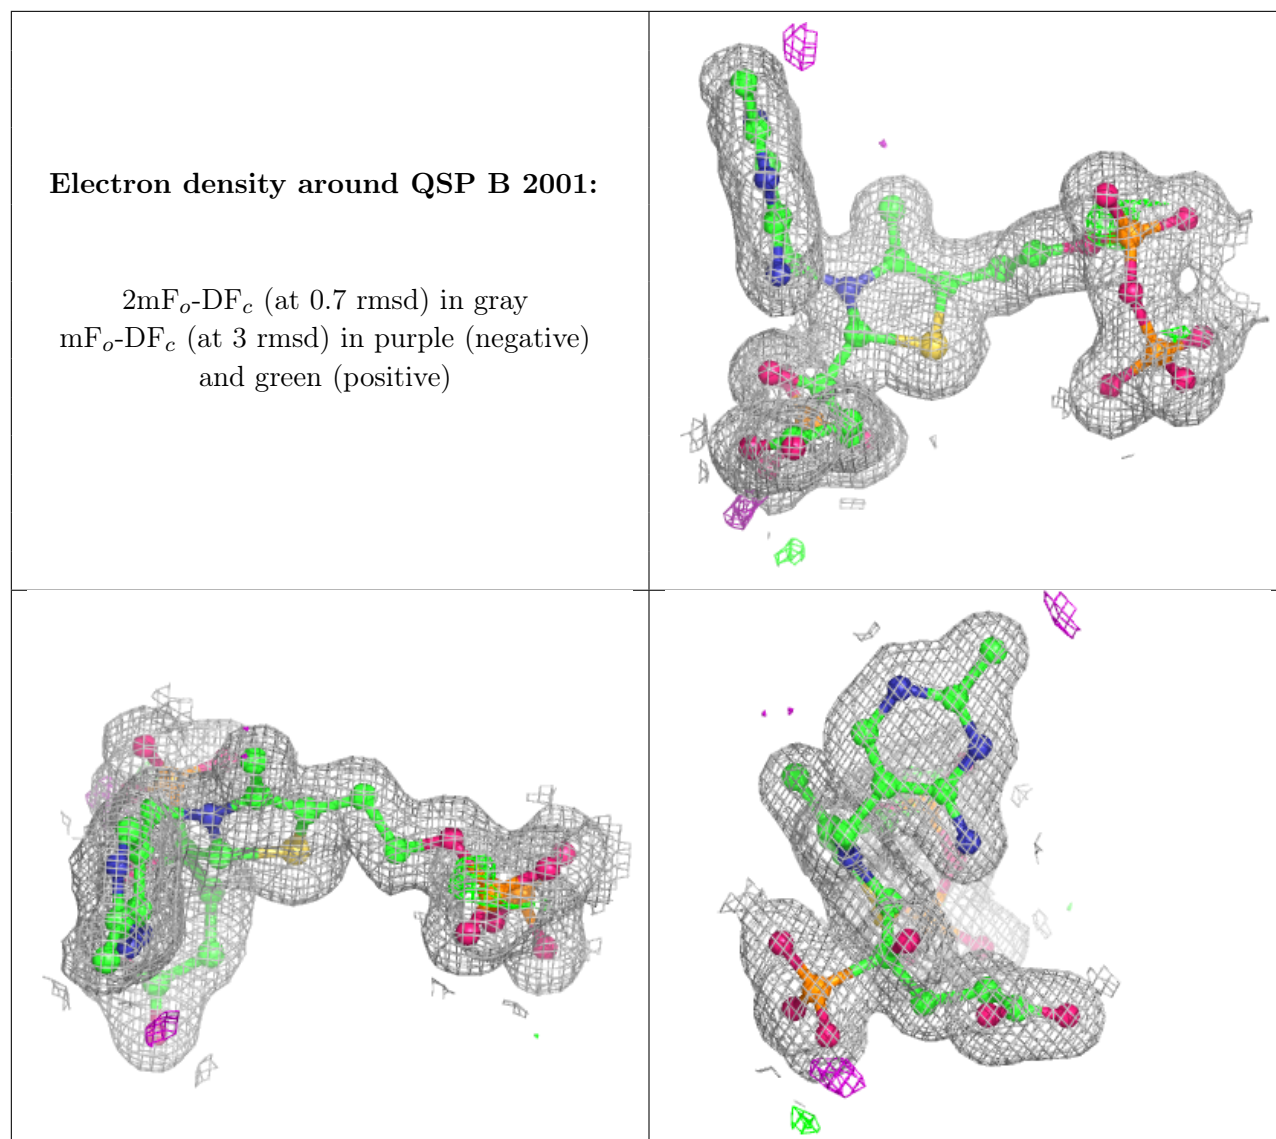 Electron density around QSP B 2001:
2mFo-DFc (at 0.7 rmsd) in gray
mFo-DFc (at 3 rmsd) in purple (negative)
and green (positive)